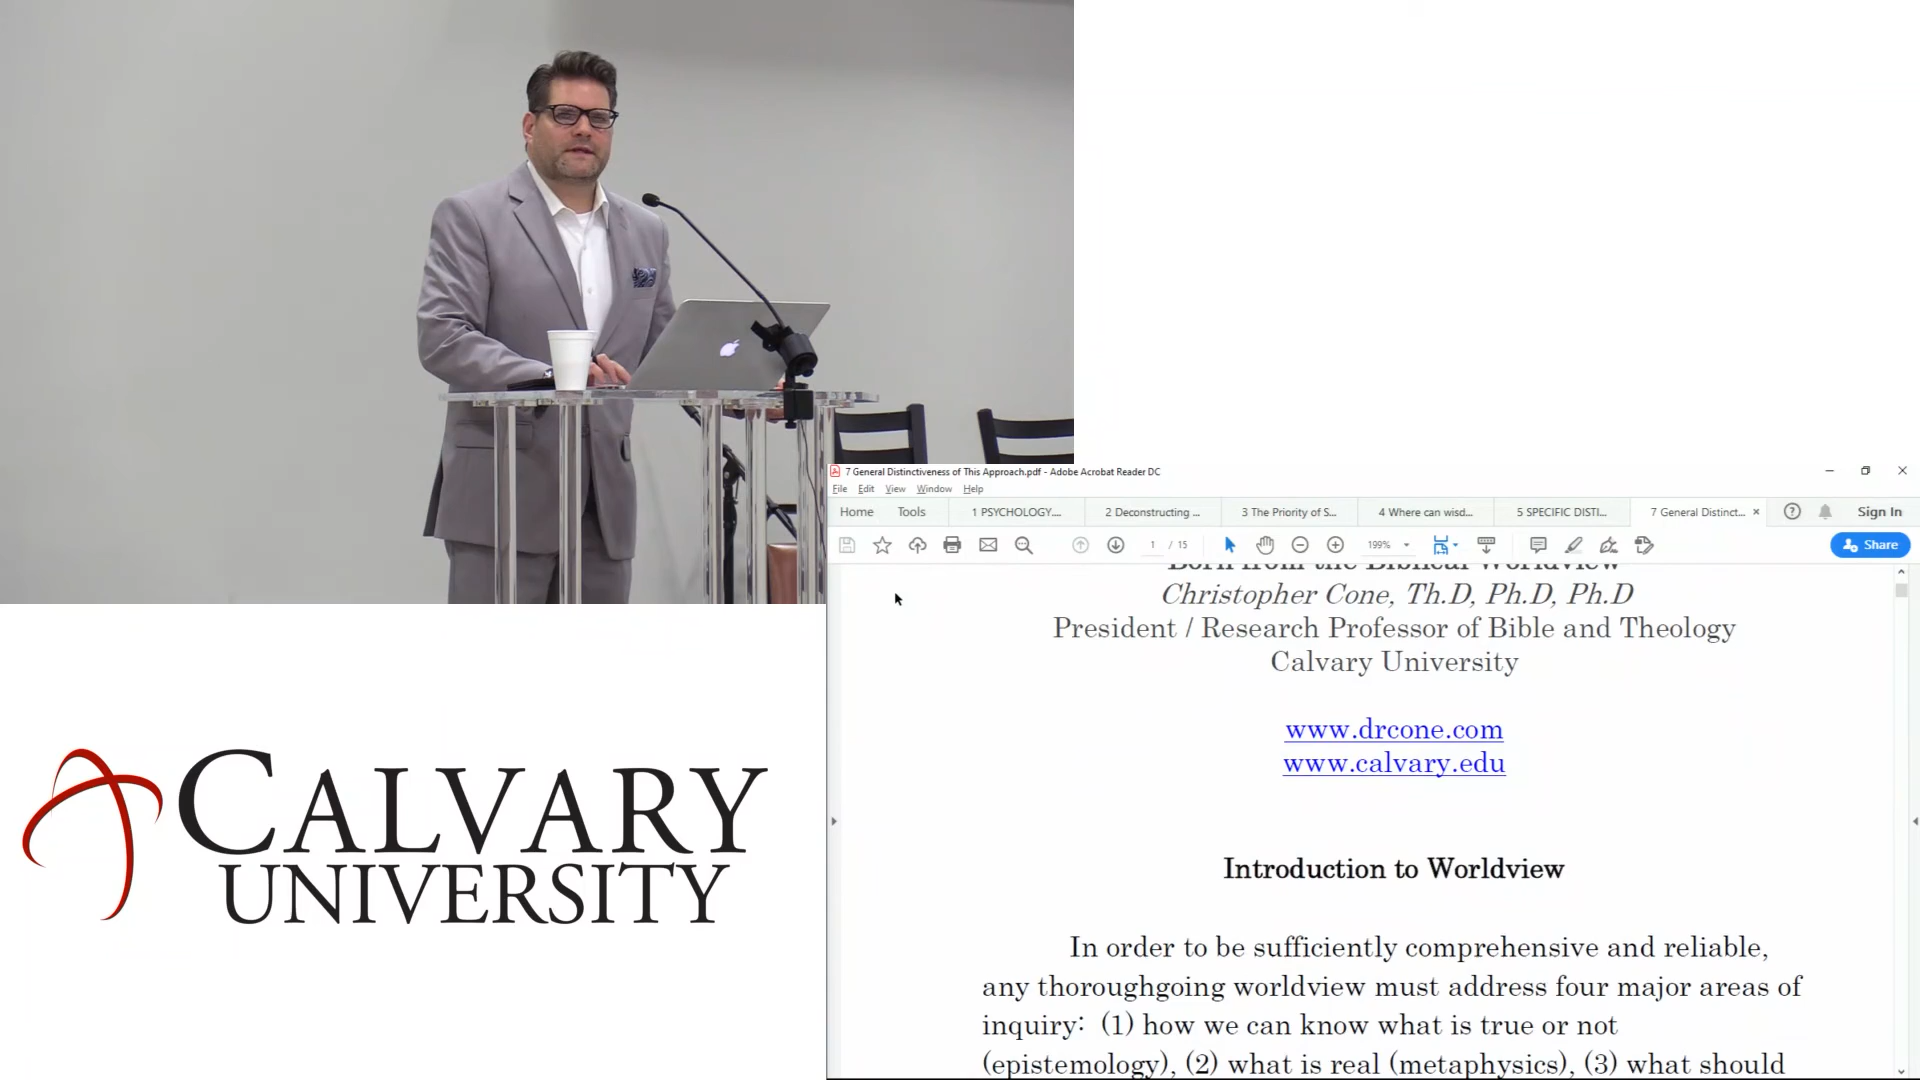 7 General Distinctiveness of This Approach.pdf - Adobe Acrobat Reader DC
File Edit View Window Help
Home Tools 1 PSYCHOLOGY.... 2 Deconstructing ... 3 The Priority of S... 4 Where can wisd... 5 SPECIFIC DISTI... 7 General Distinct... × Sign In
1 / 15 199% Share
Born from the Biblical Worldview
Christopher Cone, Th.D, Ph.D, Ph.D
President / Research Professor of Bible and Theology
Calvary University
www.drcone.com
www.calvary.edu
Introduction to Worldview
In order to be sufficiently comprehensive and reliable,
any thoroughgoing worldview must address four major areas of
inquiry: (1) how we can know what is true or not
(epistemology), (2) what is real (metaphysics), (3) what should
CALVARY
UNIVERSITY